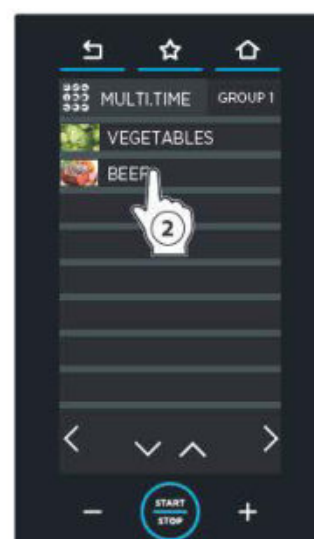 MULTI.TIME GROUP 1
VEGETABLES
BEEF
2
START
STOP